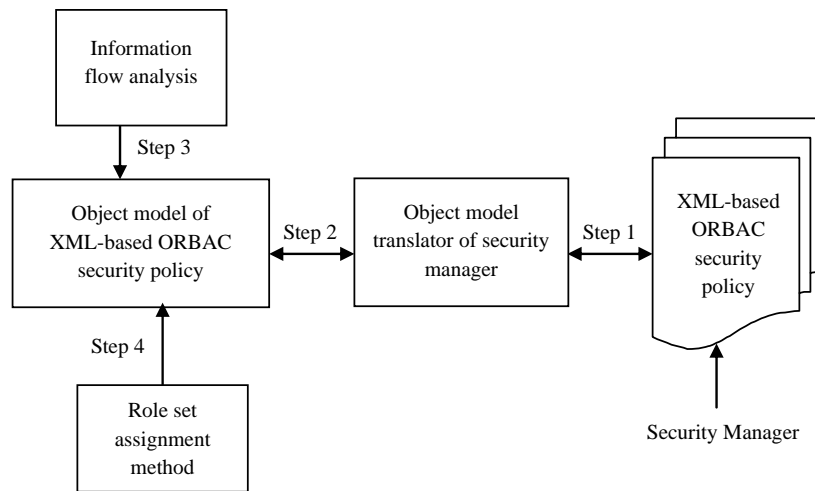 Information
flow analysis
Step 3
Object model of
XML-based ORBAC
security policy
Step 2
Object model
translator of security
manager
Step 1
XML-based
ORBAC
security
policy
Step 4
Role set
assignment
method
Security Manager